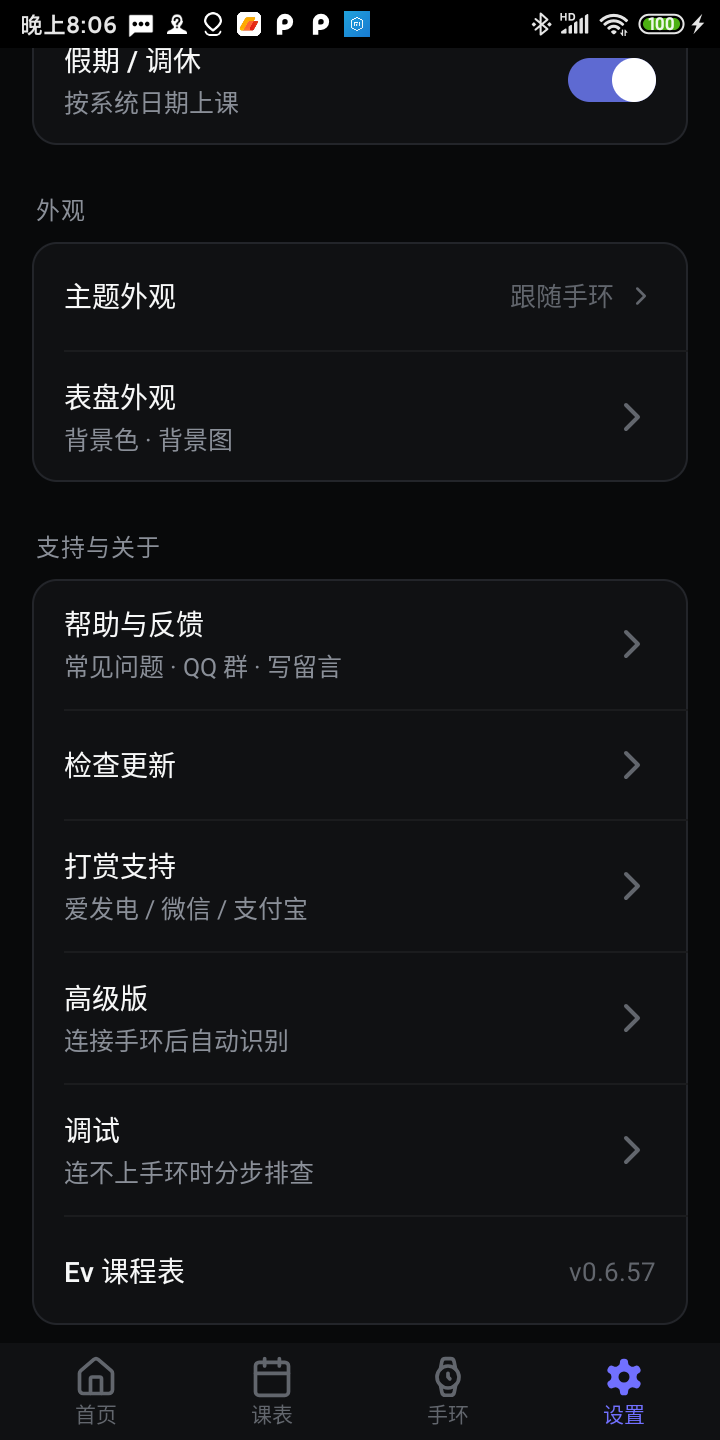 晚上8:06
HD
100
假期 / 调休
按系统日期上课
外观
主题外观
跟随手环
表盘外观
背景色 · 背景图
支持与关于
帮助与反馈
常见问题 · QQ 群 · 写留言
检查更新
打赏支持
爱发电 / 微信 / 支付宝
高级版
连接手环后自动识别
调试
连不上手环时分步排查
Ev 课程表
v0.6.57
首页
课表
手环
设置